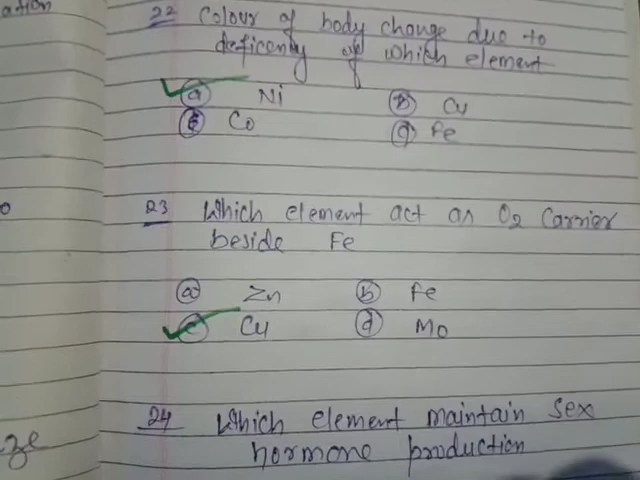 ation
22 Colour of body change due to
deficenby of which element
(a) Ni (b) Cu
(c) Co (d) Fe
23 Which element act as O2 Carrier
beside Fe
(a) Zn (b) Fe
(c) Cu (d) Mo
24 Which element maintain sex
hormone production